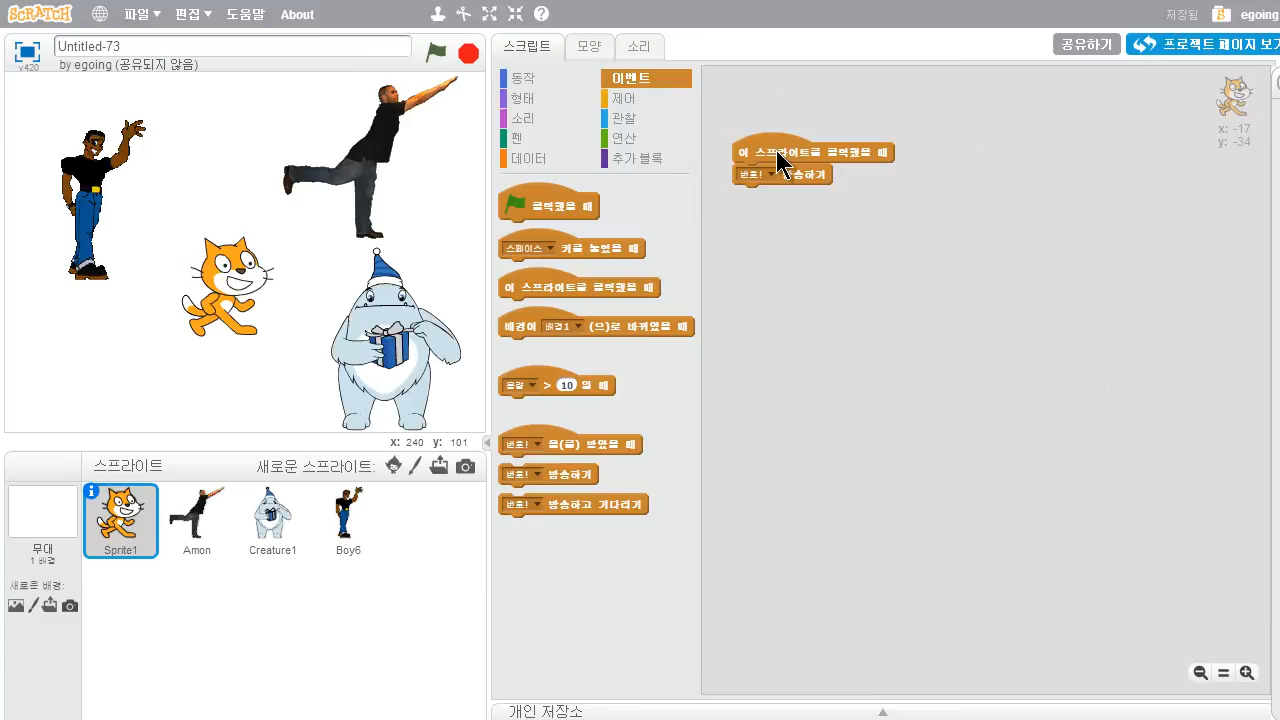 SCRATCH 파일 편집 도움말 About 저장됨 egoing
v420 Untitled-73
by egoing (공유되지 않음)
스크립트 모양 소리 공유하기 프로젝트 페이지 보기
동작 이벤트
형태 제어
소리 관찰
펜 연산
데이터 추가 블록
클릭했을 때
스페이스 키를 눌렀을 때
이 스프라이트를 클릭했을 때
배경이 배경1 (으)로 바뀌었을 때
음량 > 10 일 때
번호! 을(를) 받았을 때
번호! 방송하기
번호! 방송하고 기다리기
이 스프라이트를 클릭했을 때
번호! 송하기
x: -17
y: -34
x: 240 y: 101
스프라이트 새로운 스프라이트:
무대
1 배경
새로운 배경:
Sprite1 Amon Creature1 Boy6
개인 저장소